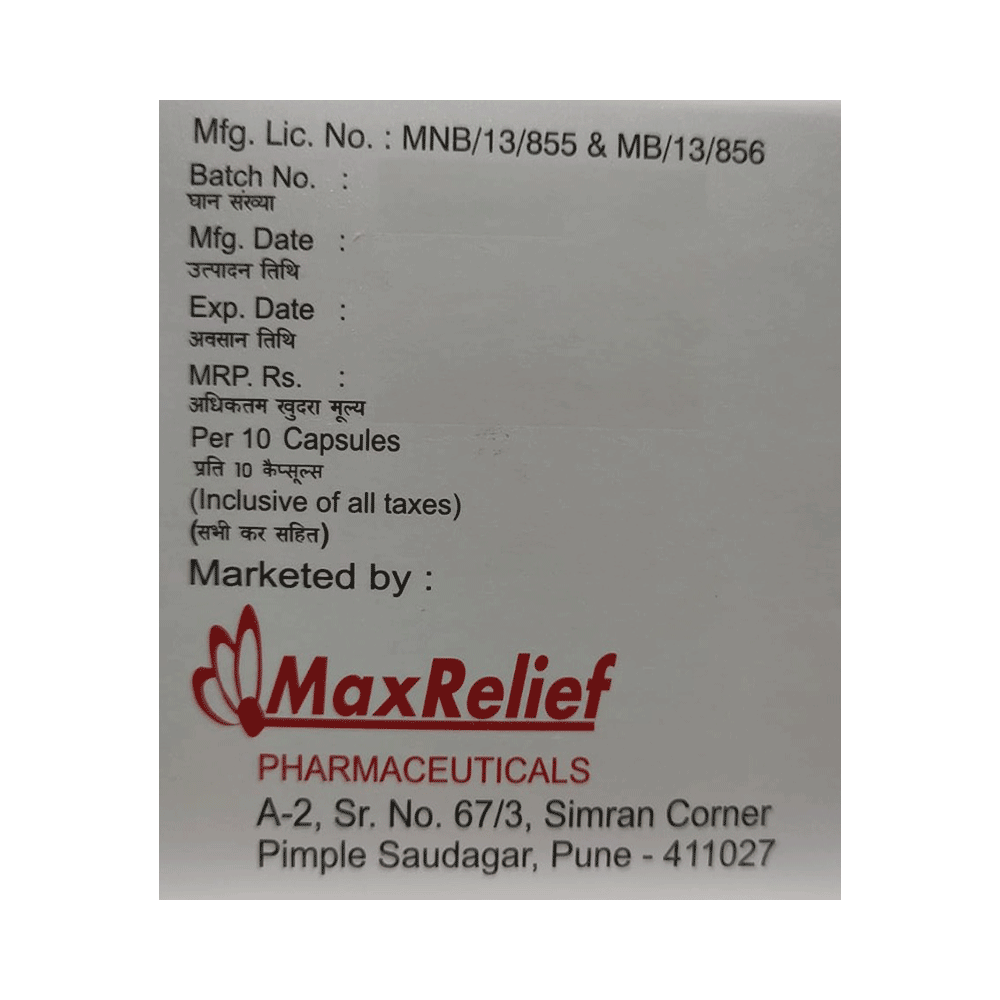 Mfg. Lic. No. : MNB/13/855 & MB/13/856
Batch No. :
घान संख्या
Mfg. Date :
उत्पादन तिथि
Exp. Date :
अवसान तिथि
MRP. Rs. :
अधिकतम खुदरा मूल्य
Per 10 Capsules
प्रति 10 कैप्सूल्स
(Inclusive of all taxes)
(सभी कर सहित)
Marketed by :
MaxRelief
PHARMACEUTICALS
A-2, Sr. No. 67/3, Simran Corner
Pimple Saudagar, Pune - 411027